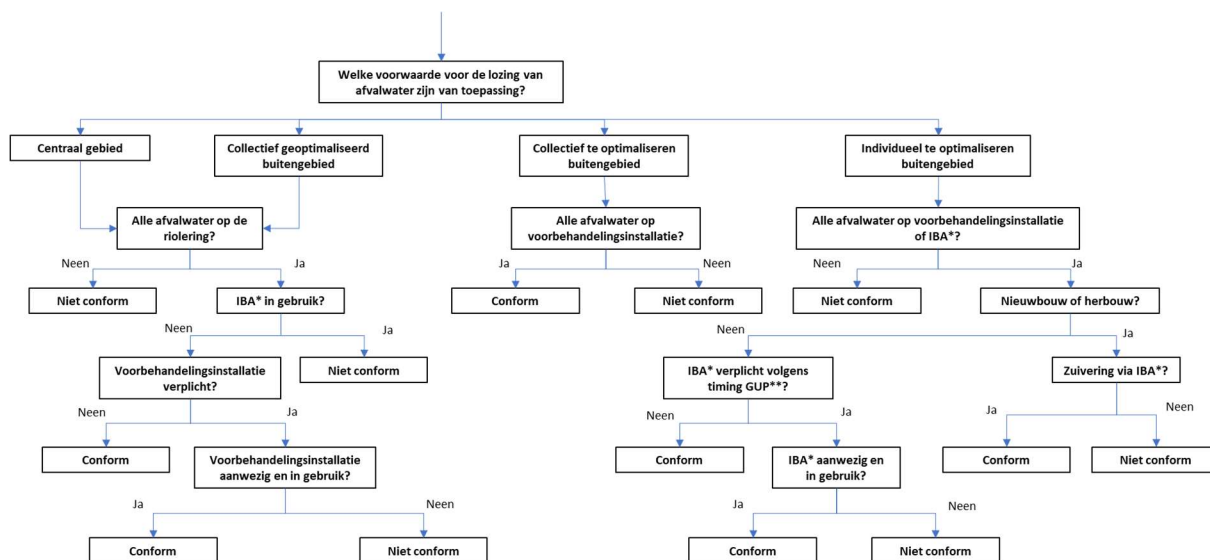 Welke voorwaarde voor de lozing van
afvalwater zijn van toepassing?
Centraal gebied
Collectief geoptimaliseerd
buitengebied
Collectief te optimaliseren
buitengebied
Individueel te optimaliseren
buitengebied
Alle afvalwater op de
riolering?
Alle afvalwater op
voorbehandelingsinstallatie?
Alle afvalwater op voorbehandelingsinstallatie
of IBA*?
Neen
Ja
Ja
Neen
Neen
Ja
Niet conform
IBA* in gebruik?
Conform
Niet conform
Niet conform
Nieuwbouw of herbouw?
Neen
Ja
Neen
Ja
Voorbehandelingsinstallatie
verplicht?
Niet conform
IBA* verplicht volgens
timing GUP**?
Zuivering via IBA*?
Neen
Ja
Neen
Ja
Ja
Neen
Conform
Voorbehandelingsinstallatie
aanwezig en in gebruik?
Conform
IBA* aanwezig en
in gebruik?
Conform
Niet conform
Ja
Neen
Ja
Neen
Conform
Niet conform
Conform
Niet conform